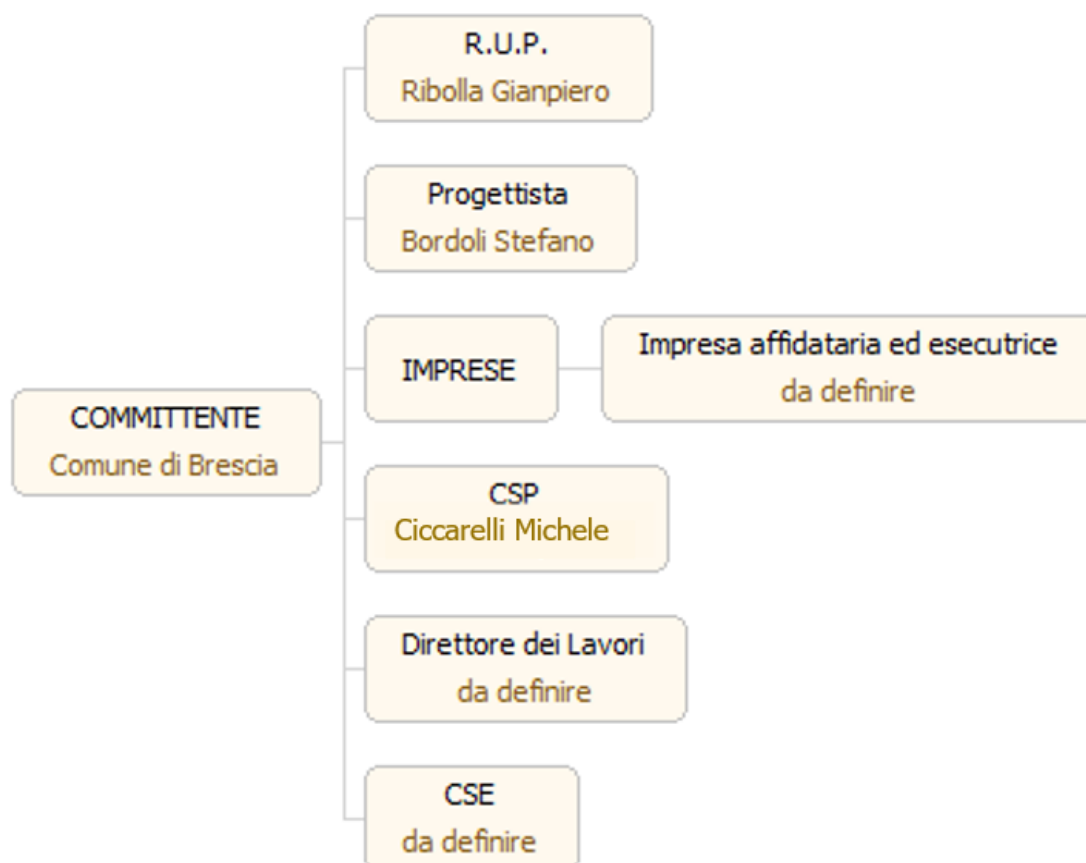 R.U.P.
Ribolla Gianpiero
Progettista
Bordoli Stefano
IMPRESE
Impresa affidataria ed esecutrice
da definire
COMMITTENTE
Comune di Brescia
CSP
Ciccarelli Michele
Direttore dei Lavori
da definire
CSE
da definire